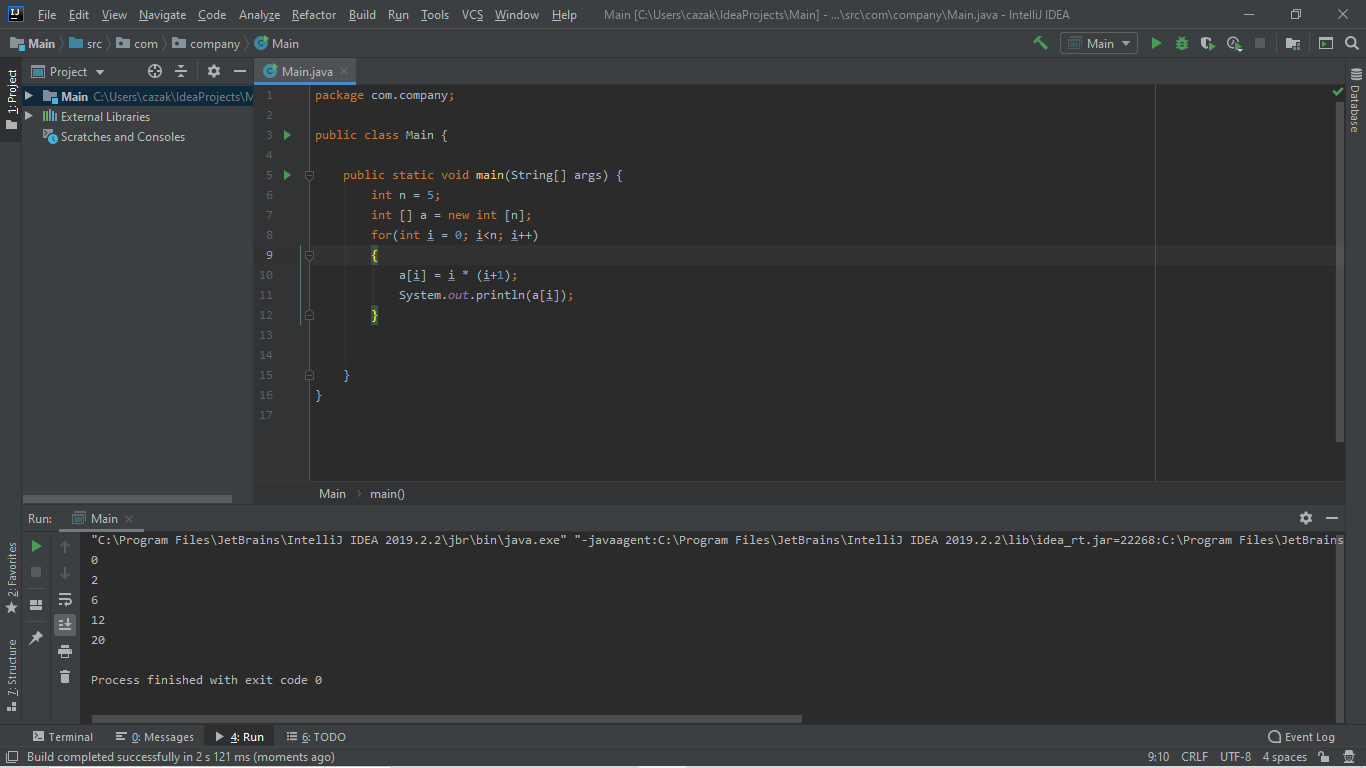 File Edit View Navigate Code Analyze Refactor Build Run Tools VCS Window Help Main [C:\Users\cazak\IdeaProjects\Main] - ...\src\com\company\Main.java - IntelliJ IDEA
Main src com company Main Main
1: Project
Project
Main.java
Main C:\Users\cazak\IdeaProjects\M
External Libraries
Scratches and Consoles
1 package com.company;
2
3 public class Main {
4
5 public static void main(String[] args) {
6 int n = 5;
7 int [] a = new int [n];
8 for(int i = 0; i<n; i++)
9 {
10 a[i] = i * (i+1);
11 System.out.println(a[i]);
12 }
13
14
15 }
16 }
17
Database
Main main()
Run: Main
"C:\Program Files\JetBrains\IntelliJ IDEA 2019.2.2\jbr\bin\java.exe" "-javaagent:C:\Program Files\JetBrains\IntelliJ IDEA 2019.2.2\lib\idea_rt.jar=22268:C:\Program Files\JetBrains
0
2
6
12
20
Process finished with exit code 0
2: Favorites
7: Structure
Terminal 0: Messages 4: Run 6: TODO Event Log
Build completed successfully in 2 s 121 ms (moments ago) 9:10 CRLF UTF-8 4 spaces